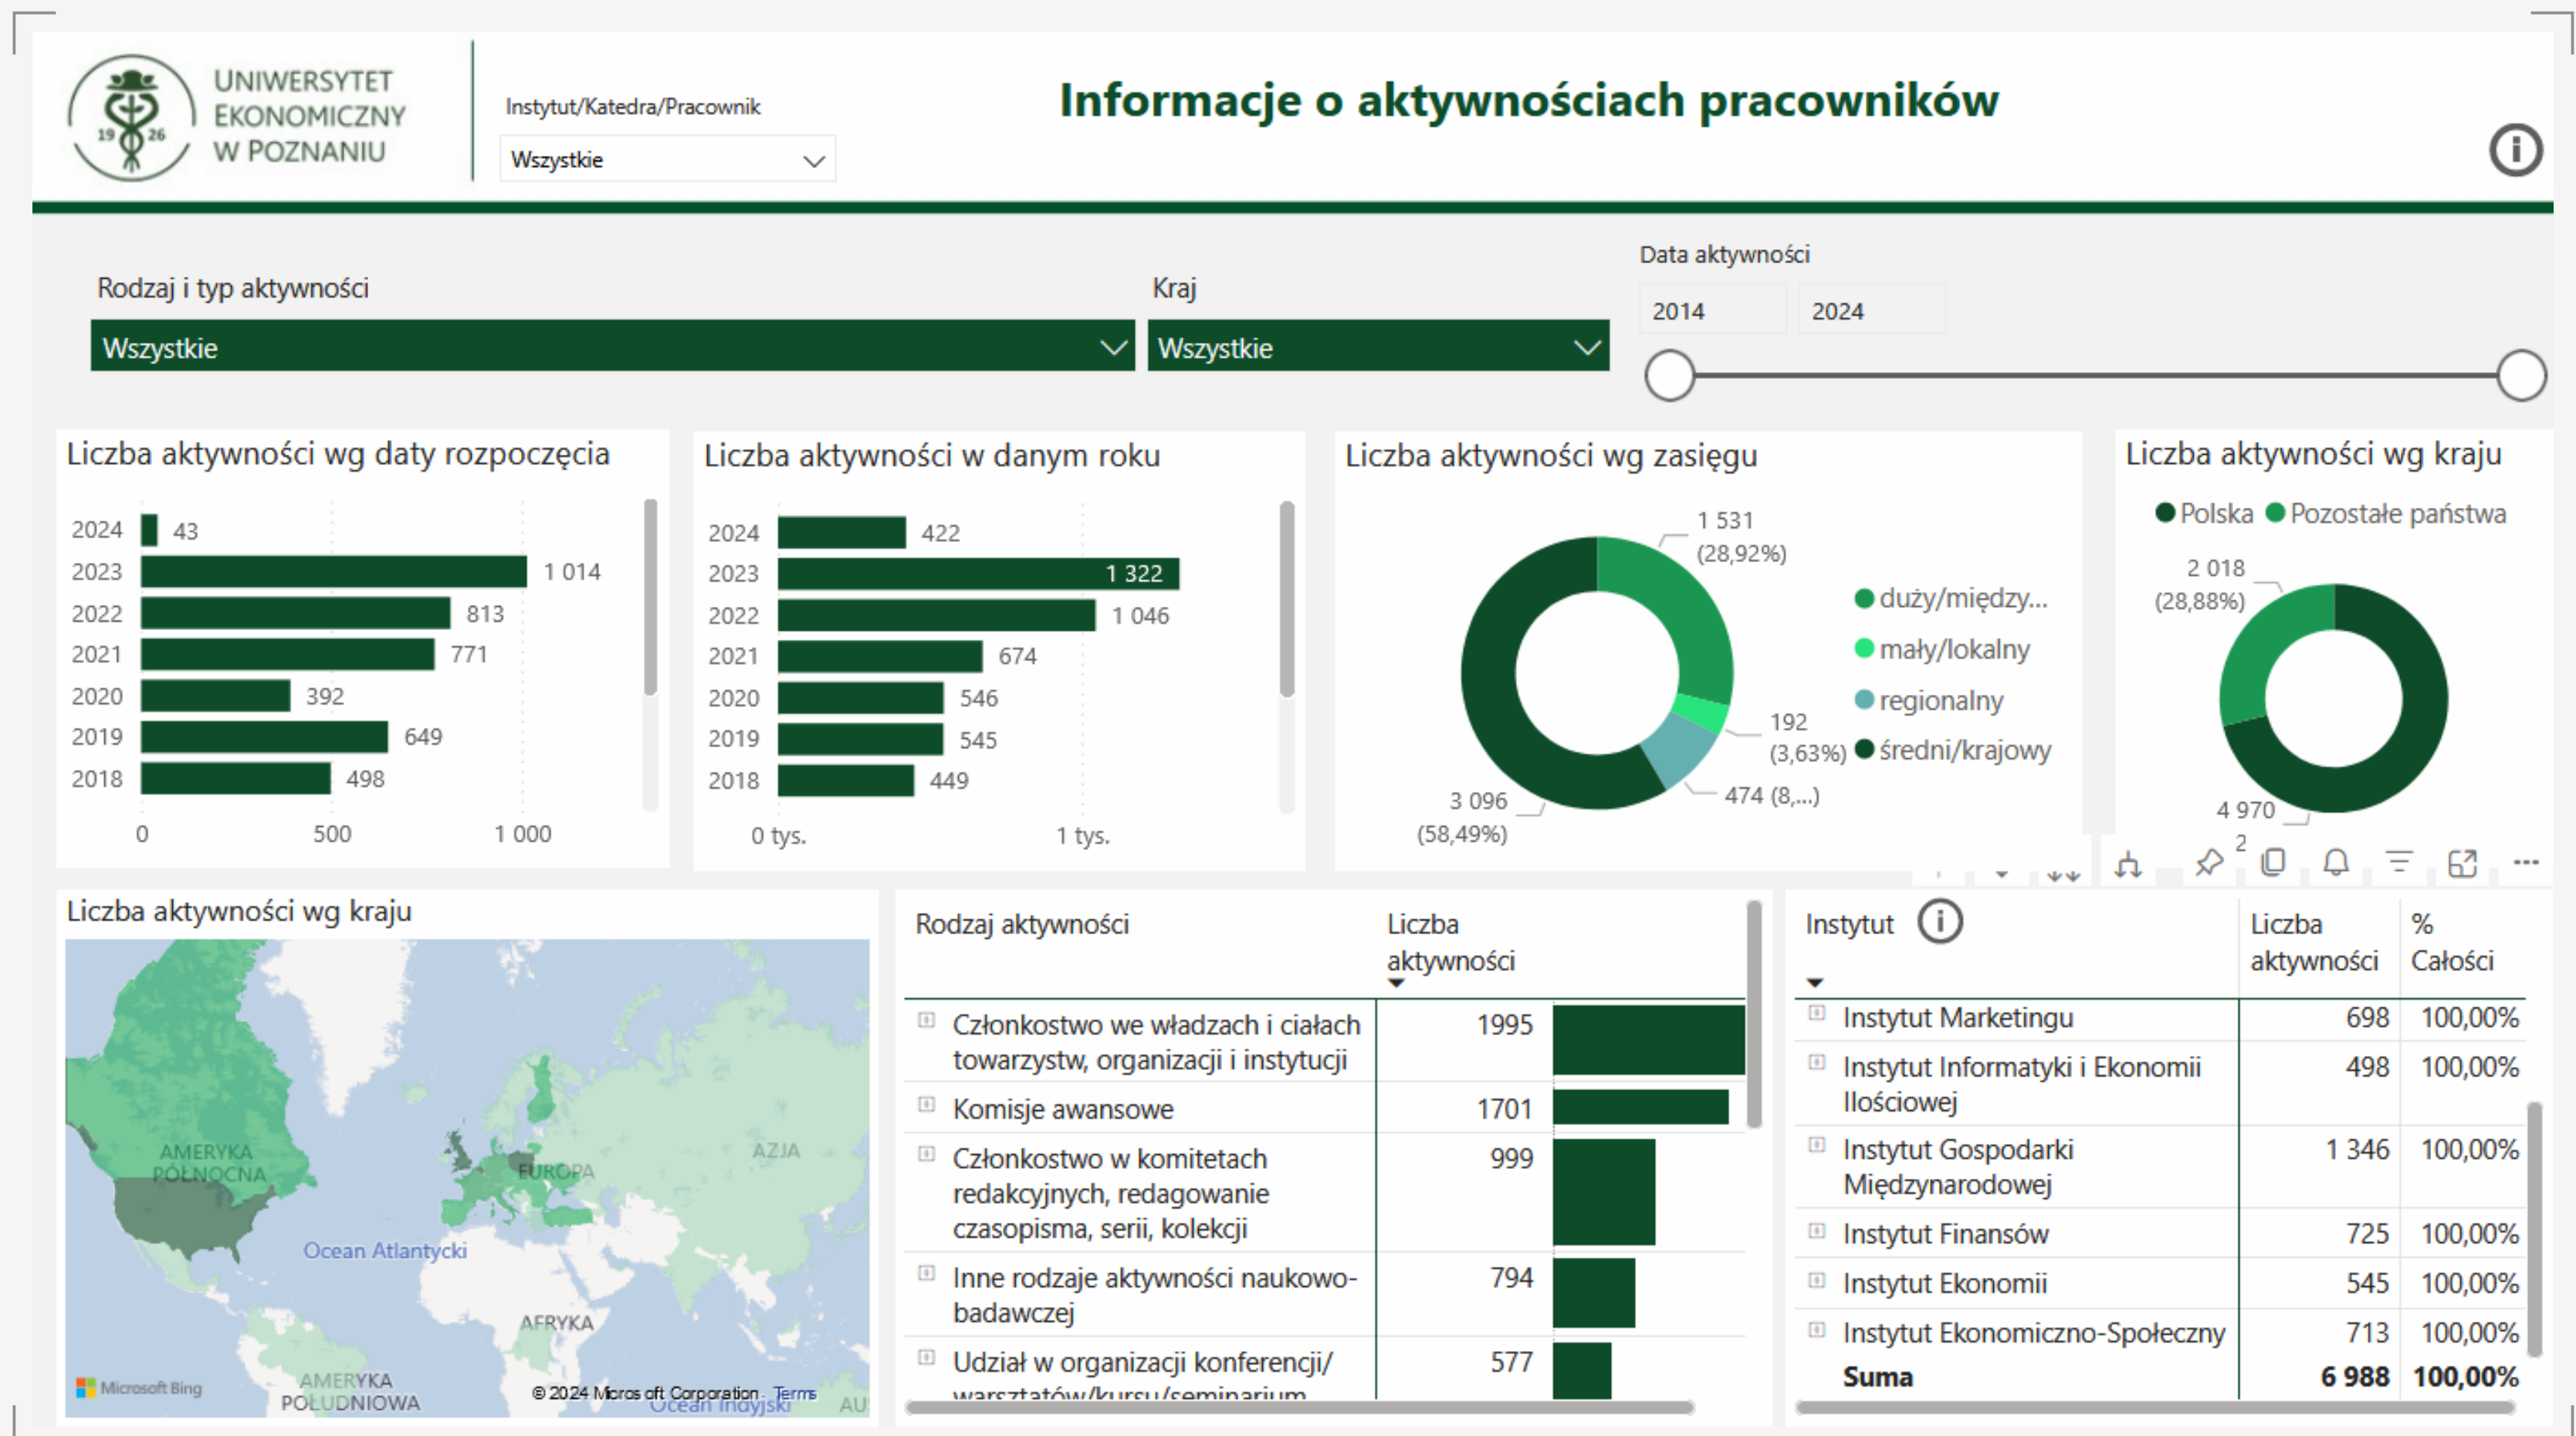 UNIWERSYTET
EKONOMICZNY
W POZNANIU
19 26
Instytut/Katedra/Pracownik
Wszystkie
Informacje o aktywnościach pracowników
Rodzaj i typ aktywności
Wszystkie
Kraj
Wszystkie
Data aktywności
2014 2024
Liczba aktywności wg daty rozpoczęcia
2024 43
2023 1 014
2022 813
2021 771
2020 392
2019 649
2018 498
0 500 1 000
Liczba aktywności w danym roku
2024 422
2023 1 322
2022 1 046
2021 674
2020 546
2019 545
2018 449
0 tys. 1 tys.
Liczba aktywności wg zasięgu
1 531
(28,92%)
192
(3,63%)
474 (8,...)
3 096
(58,49%)
duży/między...
mały/lokalny
regionalny
średni/krajowy
Liczba aktywności wg kraju
Polska Pozostałe państwa
2 018
(28,88%)
4 970
2
Liczba aktywności wg kraju
AMERYKA
PÓŁNOCNA
EUROPA
AZJA
Ocean Atlantycki
AFRYKA
AMERYKA
POŁUDNIOWA
Microsoft Bing
© 2024 Microsoft Corporation Terms
Ocean Indyjski
AU
Rodzaj aktywności Liczba
aktywności
Członkostwo we władzach i ciałach 1995
towarzystw, organizacji i instytucji
Komisje awansowe 1701
Członkostwo w komitetach 999
redakcyjnych, redagowanie
czasopisma, serii, kolekcji
Inne rodzaje aktywności naukowo- 794
badawczej
Udział w organizacji konferencji/ 577
warsztatów/kursu/seminarium
Instytut Liczba %
aktywności Całości
Instytut Marketingu 698 100,00%
Instytut Informatyki i Ekonomii 498 100,00%
Ilościowej
Instytut Gospodarki 1 346 100,00%
Międzynarodowej
Instytut Finansów 725 100,00%
Instytut Ekonomii 545 100,00%
Instytut Ekonomiczno-Społeczny 713 100,00%
Suma 6 988 100,00%